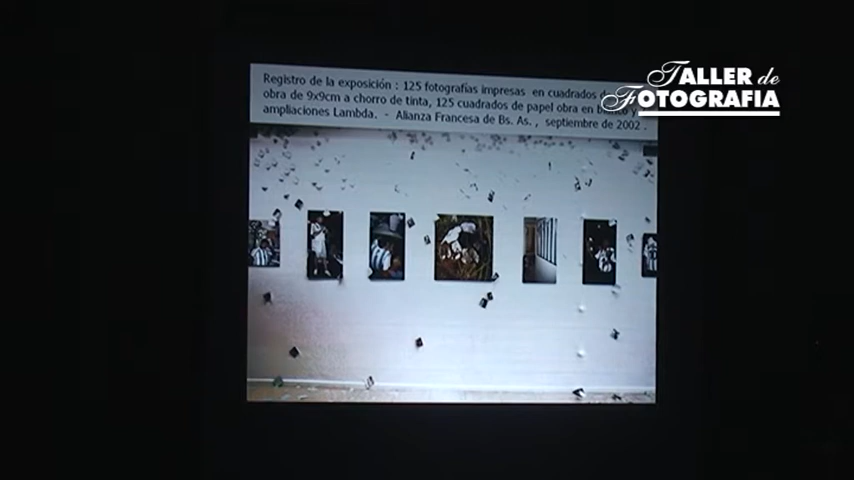 Registro de la exposición : 125 fotografías impresas en cuadrados
obra de 9x9cm a chorro de tinta, 125 cuadrados de papel obra en blanco y
ampliaciones Lambda. - Alianza Francesa de Bs. As. , septiembre de 2002 .
TALLER de
FOTOGRAFIA